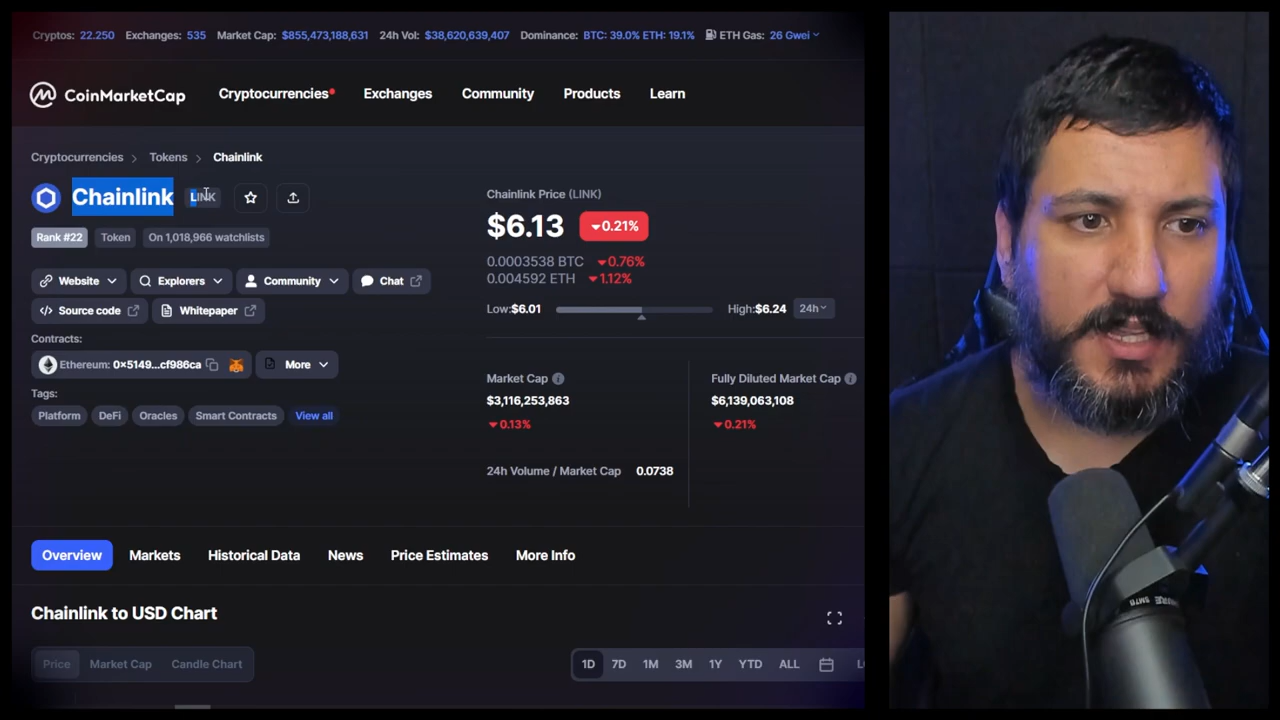 Cryptos: 22.250 Exchanges: 535 Market Cap: $855,473,188,631 24h Vol: $38,620,639,407 Dominance: BTC: 39.0% ETH: 19.1% ETH Gas: 26 Gwei
CoinMarketCap Cryptocurrencies Exchanges Community Products Learn
Cryptocurrencies > Tokens > Chainlink
Chainlink LINK
Rank #22 Token On 1,018,966 watchlists
Website Explorers Community Chat
Source code Whitepaper
Contracts:
Ethereum: 0x5149...cf986ca More
Tags:
Platform DeFi Oracles Smart Contracts View all
Chainlink Price (LINK)
$6.13 0.21%
0.0003538 BTC 0.76%
0.004592 ETH 1.12%
Low:$6.01 High:$6.24 24h
Market Cap
$3,116,253,863
0.13%
24h Volume / Market Cap 0.0738
Fully Diluted Market Cap
$6,139,063,108
0.21%
Overview Markets Historical Data News Price Estimates More Info
Chainlink to USD Chart
Price Market Cap Candle Chart
1D 7D 1M 3M 1Y YTD ALL
SM7B